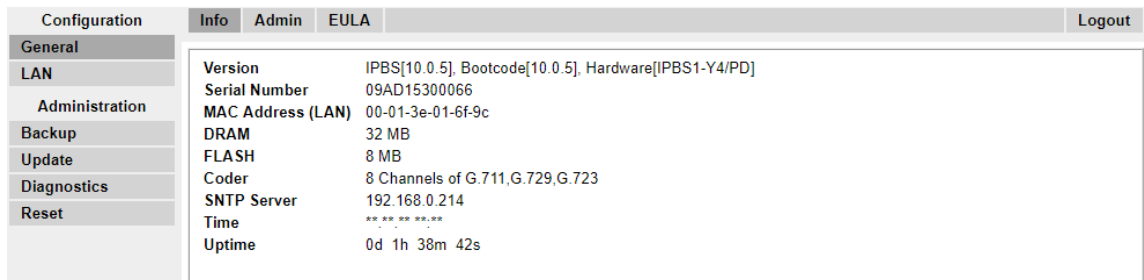 Configuration
Info Admin EULA Logout
General
LAN
Administration
Backup
Update
Diagnostics
Reset
Version IPBS[10.0.5], Bootcode[10.0.5], Hardware[IPBS1-Y4/PD]
Serial Number 09AD15300066
MAC Address (LAN) 00-01-3e-01-6f-9c
DRAM 32 MB
FLASH 8 MB
Coder 8 Channels of G.711,G.729,G.723
SNTP Server 192.168.0.214
Time **.**.** **:**
Uptime 0d 1h 38m 42s